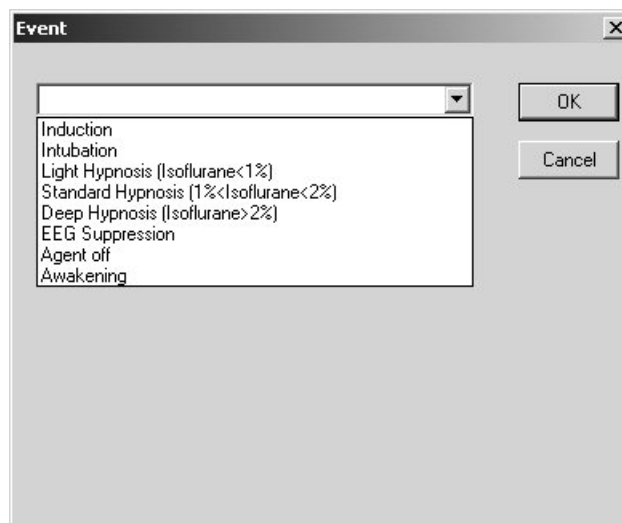 Event
OK
Induction
Intubation
Light Hypnosis (Isoflurane<1%)
Cancel
Standard Hypnosis (1%<Isoflurane<2%)
Deep Hypnosis (Isoflurane>2%)
EEG Suppression
Agent off
Awakening